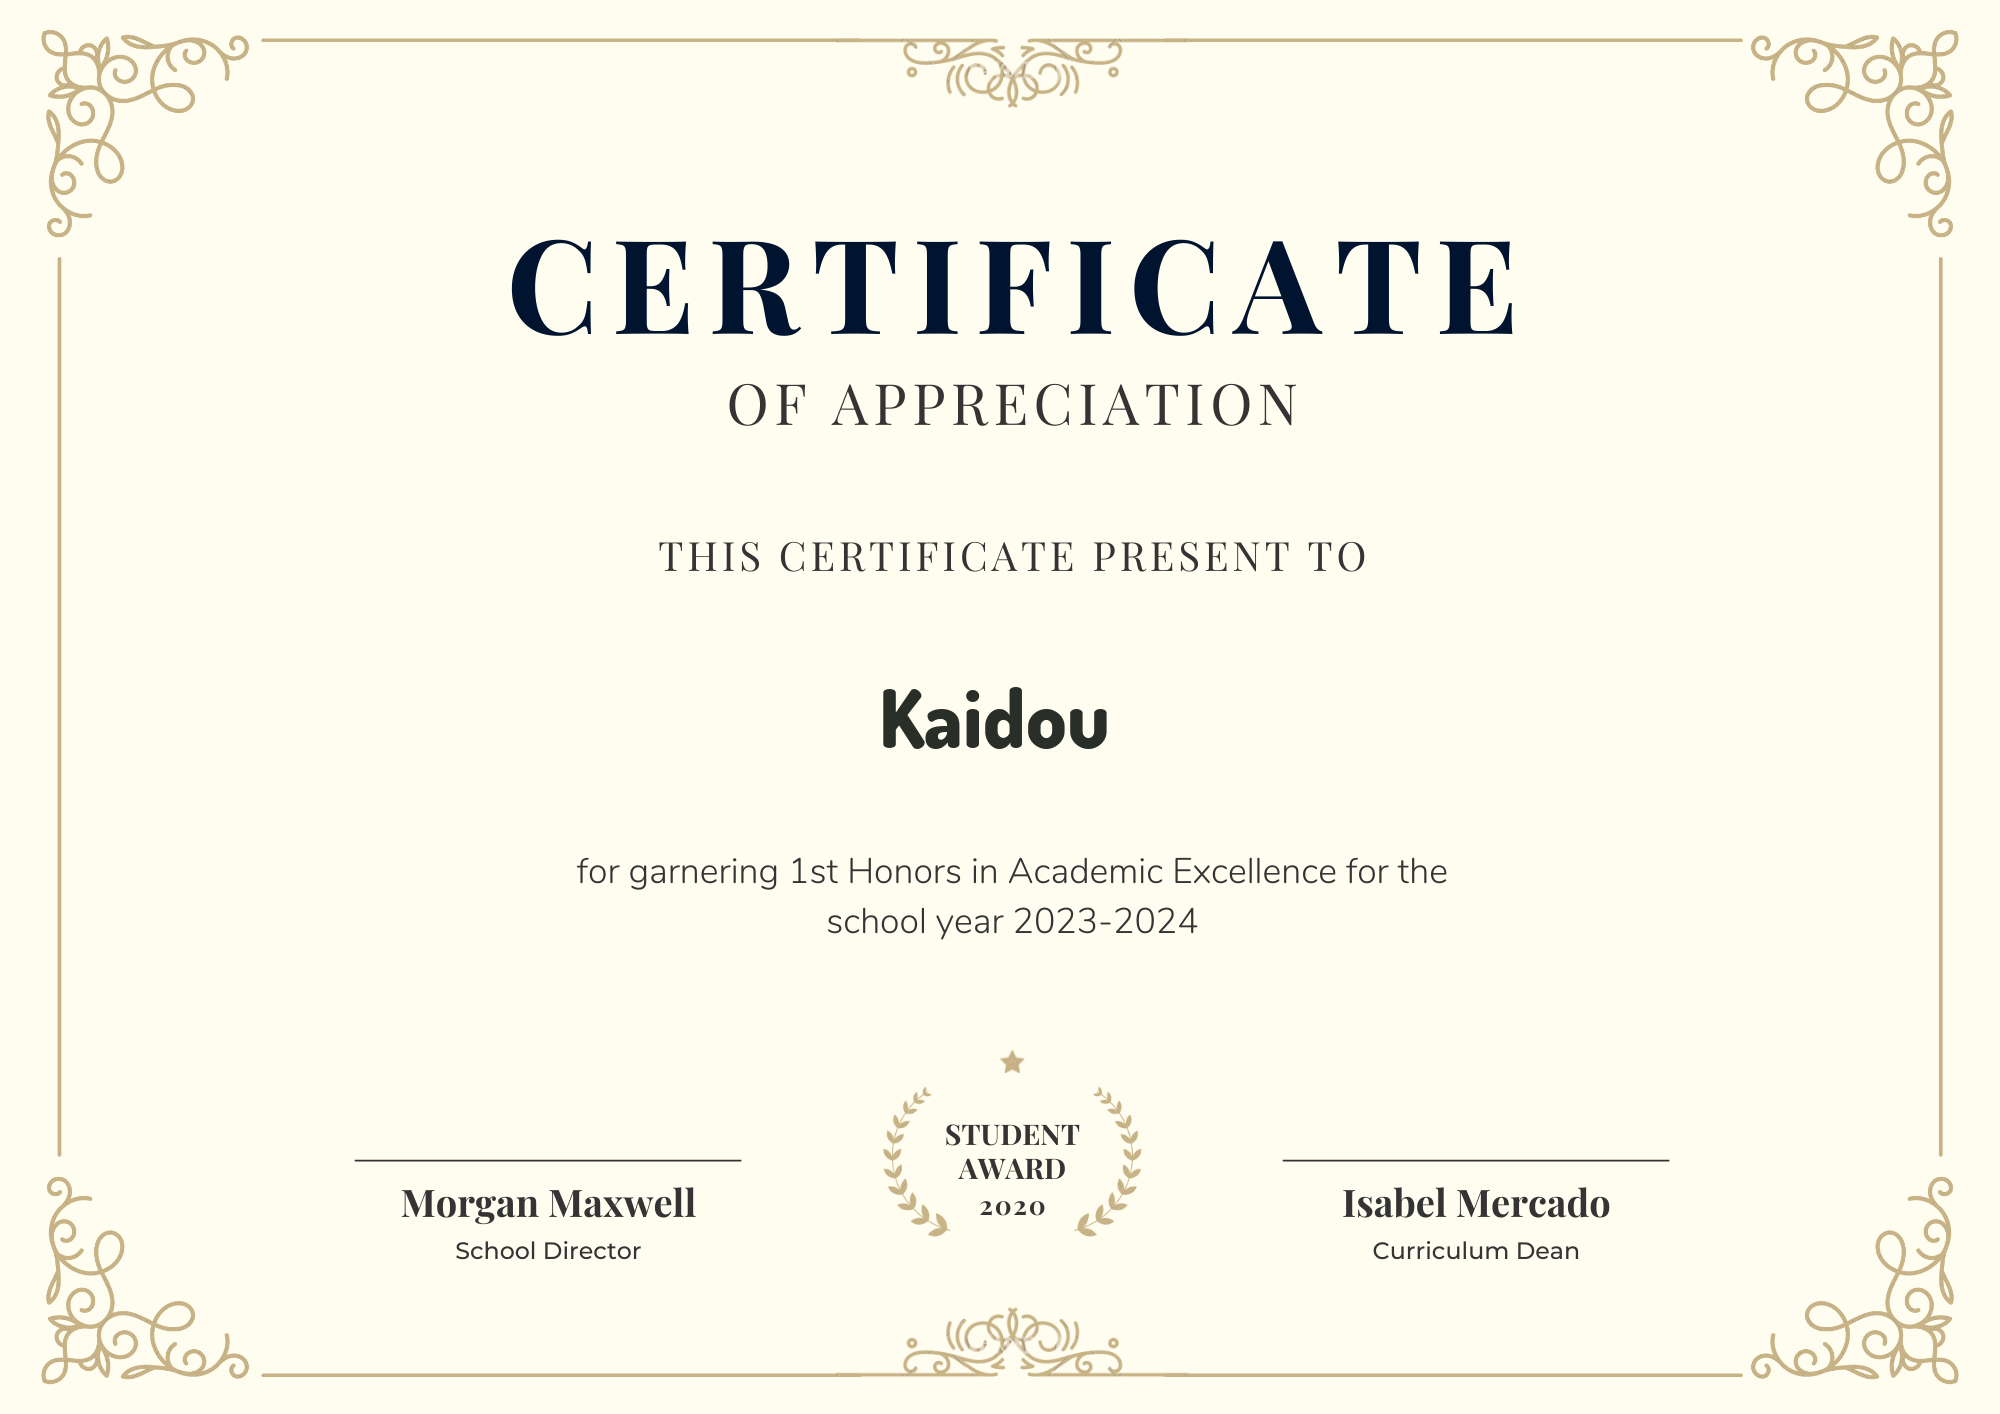 CERTIFICATE
OF APPRECIATION
THIS CERTIFICATE PRESENT TO
Kaidou
for garnering 1st Honors in Academic Excellence for the
school year 2023-2024
STUDENT
AWARD
2020
Morgan Maxwell
School Director
Isabel Mercado
Curriculum Dean